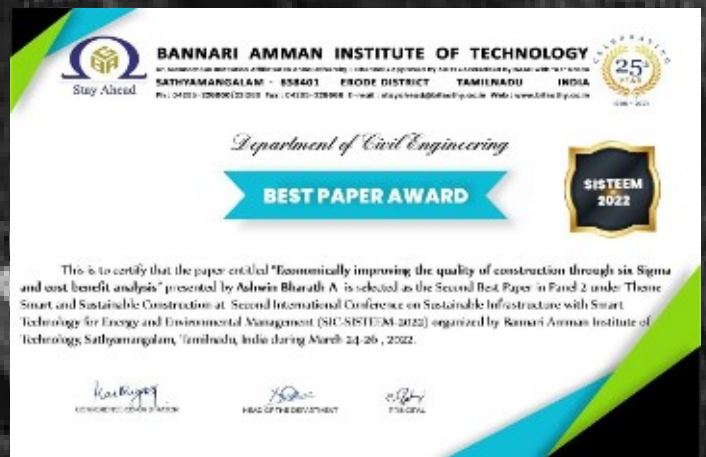 BANNARI AMMAN INSTITUTE OF TECHNOLOGY
SATHYAMANGALAM - 638401 ERODE DISTRICT TAMILNADU INDIA
Stay Ahead
CELEBRATING
25
YEAR
Department of Civil Engineering
BEST PAPER AWARD
SISTEEM
2022
This is to certify that the paper entitled "Economically improving the quality of construction through six Sigma
and cost benefit analysis" presented by Ashwin Bharath A is selected as the Second Best Paper in Panel 2 under Theme
Smart and Sustainable Construction at Second International Conference on Sustainable Infrastructure with Smart
Technology for Energy and Environmental Management (SIC-SISTEEM-2022) organized by Bannari Amman Institute of
Technology, Sathyamangalam, Tamilnadu, India during March 24-26 , 2022.
HEAD OF THE DEPARTMENT
PRINCIPAL